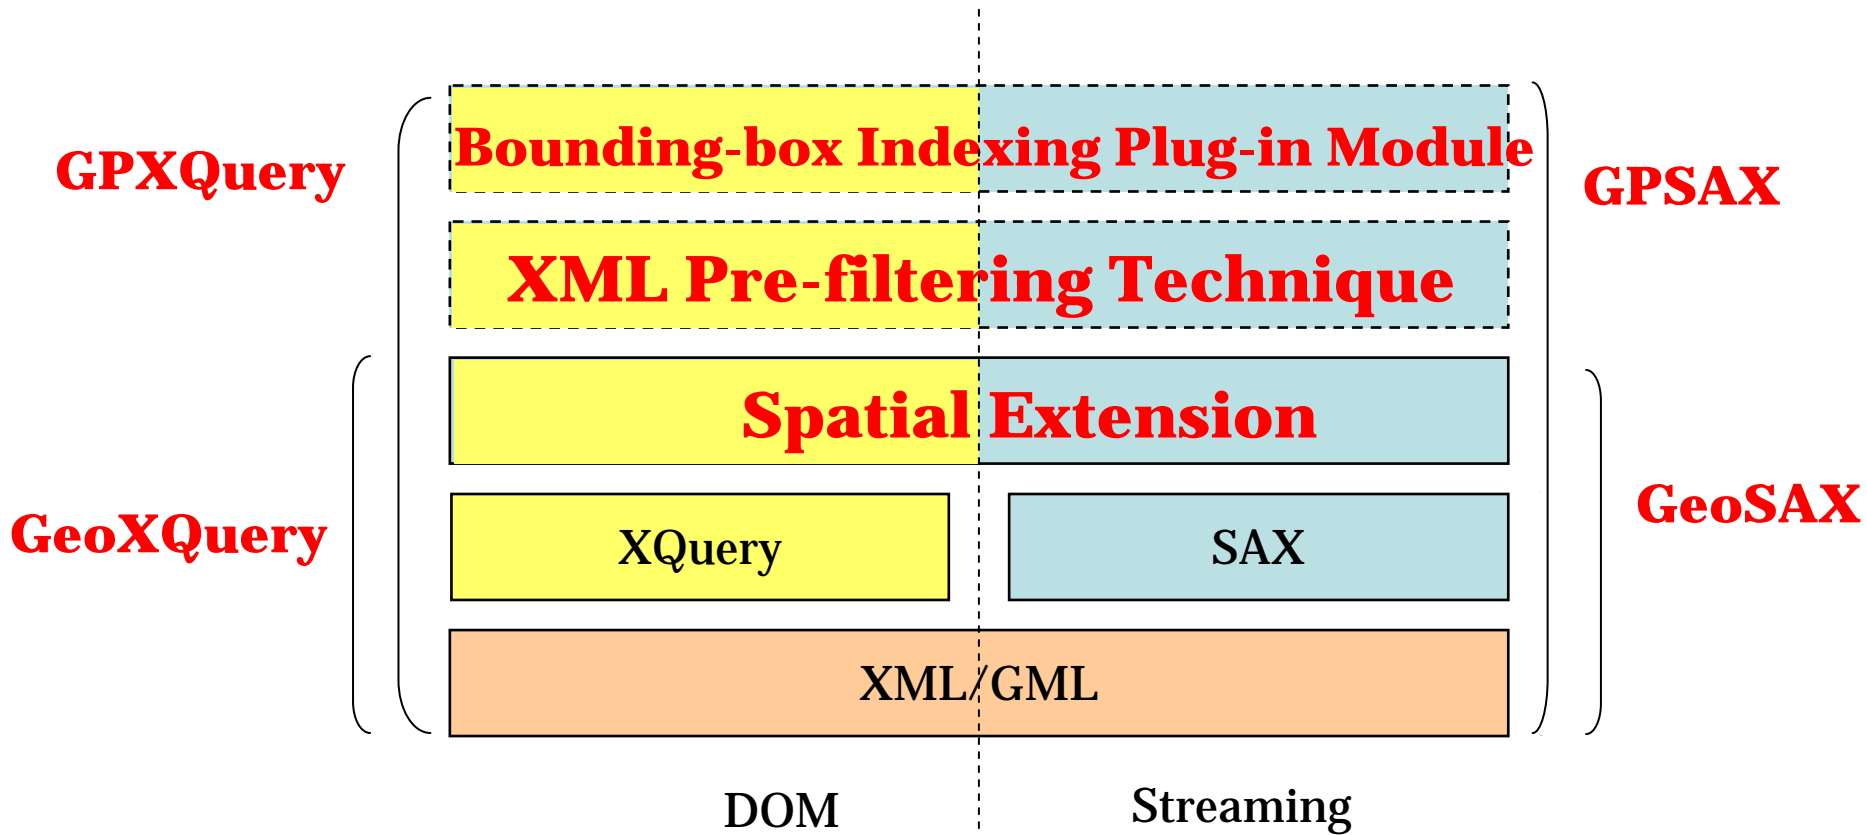 Bounding-box Indexing Plug-in Module
GPXQuery
GPSAX
XML Pre-filtering Technique
Spatial Extension
GeoXQuery
GeoSAX
XQuery
SAX
XML/GML
DOM
Streaming